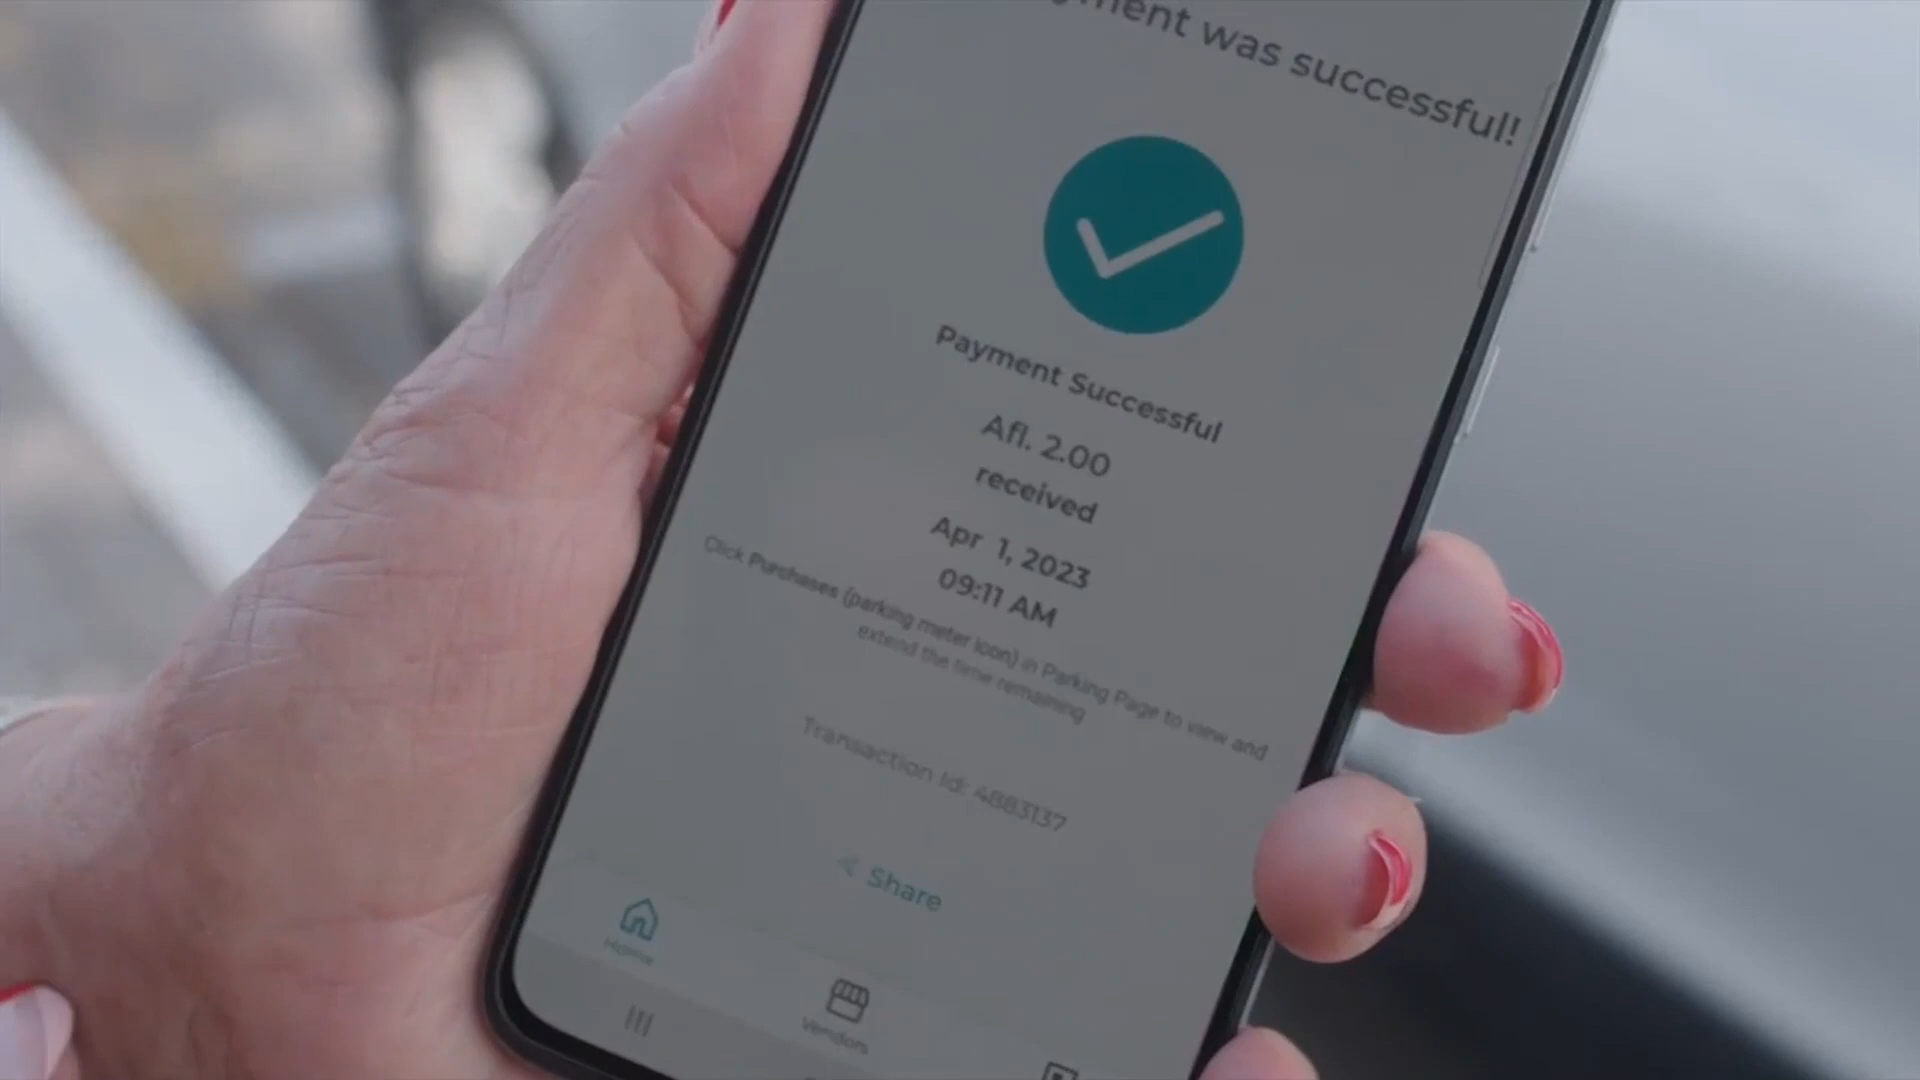 was successful!
Payment Successful
Afl. 2.00
received
Apr 1, 2023
09:11 AM
Click Purchases (parking meter icon) in Parking Page to view and
extend the time remaining
Transaction Id: 4883137
Share
Home
Vendors